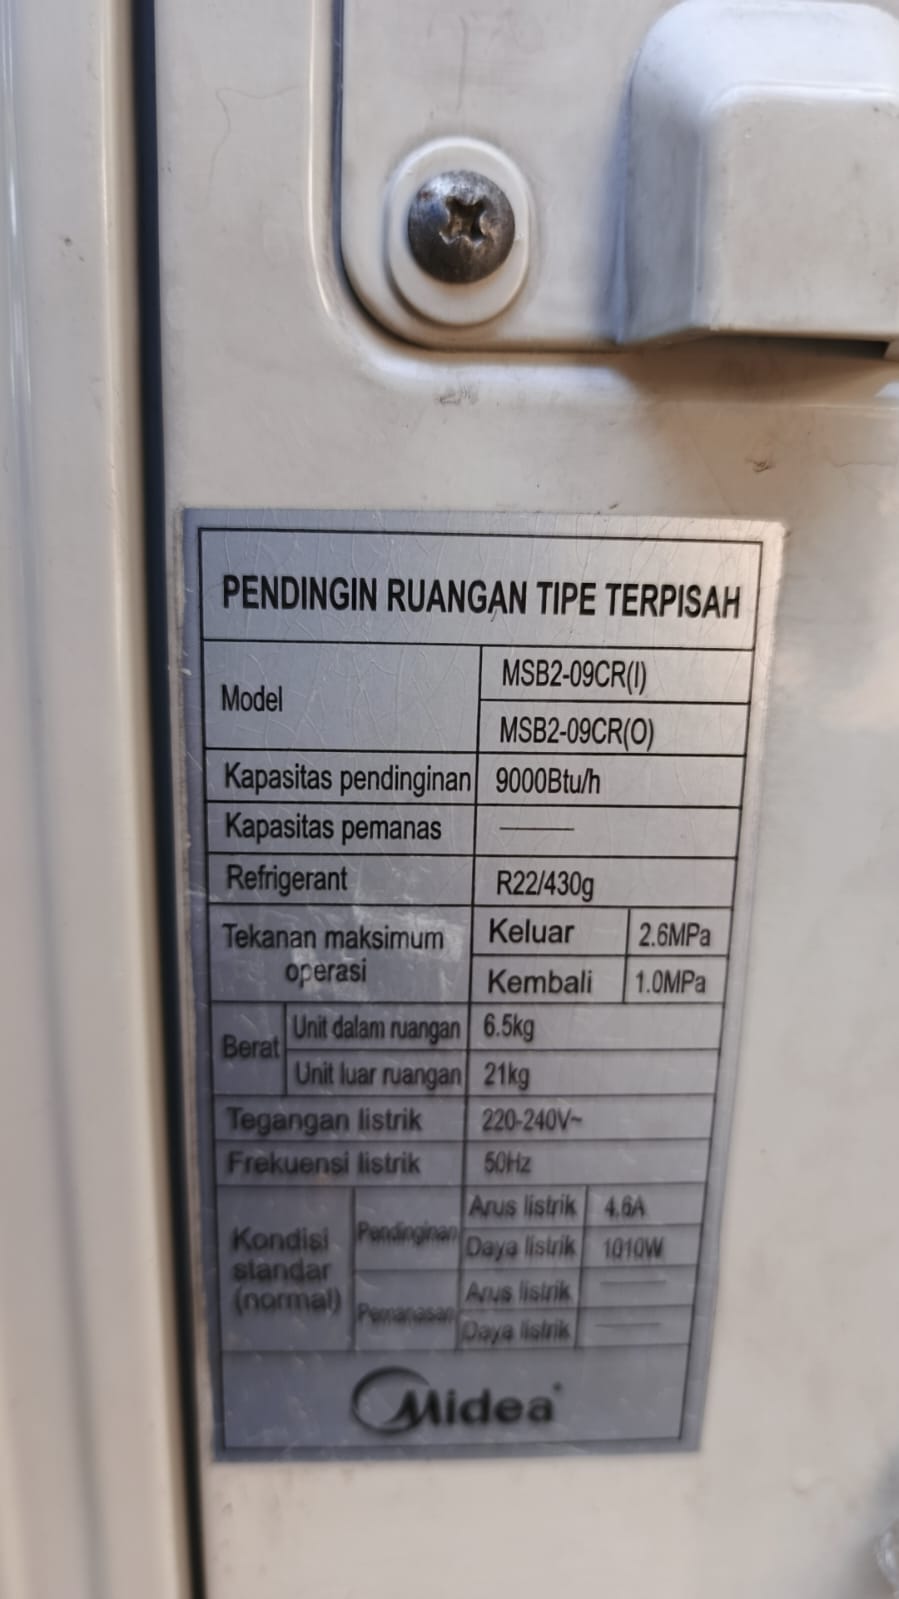 PENDINGIN RUANGAN TIPE TERPISAH
Model
MSB2-09CR(I)
MSB2-09CR(O)
Kapasitas pendinginan 9000Btu/h
Kapasitas pemanas ———
Refrigerant R22/430g
Tekanan maksimum operasi
Keluar 2.6MPa
Kembali 1.0MPa
Berat
Unit dalam ruangan 6.5kg
Unit luar ruangan 21kg
Tegangan listrik 220-240V~
Frekuensi listrik 50Hz
Kondisi standar (normal)
Pendinginan
Arus listrik 4.6A
Daya listrik 1010W
Pemanasan
Arus listrik ———
Daya listrik ———
Midea